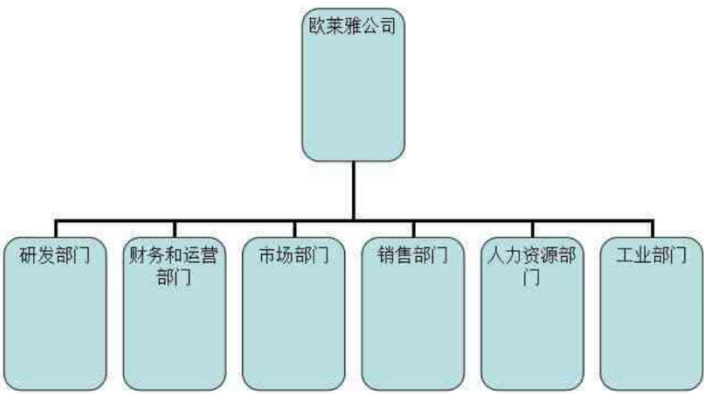 欧莱雅公司
研发部门
财务和运营
部门
市场部门
销售部门
人力资源部
门
工业部门